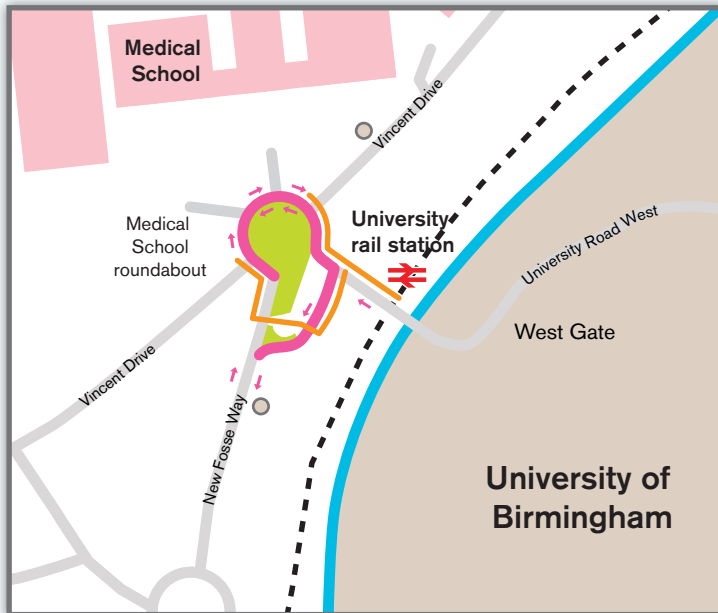 Medical
School
Vincent Drive
Medical
School
roundabout
University
rail station
University Road West
West Gate
Vincent Drive
New Fosse Way
University of
Birmingham